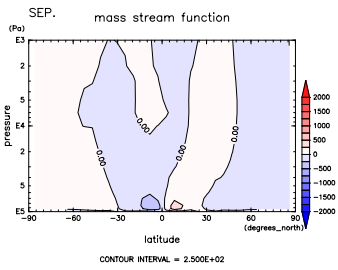 SEP.
mass stream function
(Pa)
E3
2
5
E4
2
5
E5
pressure
0.00
0.00
0.00
0.00
-90
-60
-30
0
30
60
90
(degrees_north)
latitude
2000
1500
1000
500
0
-500
-1000
-1500
-2000
CONTOUR INTERVAL = 2.500E+02